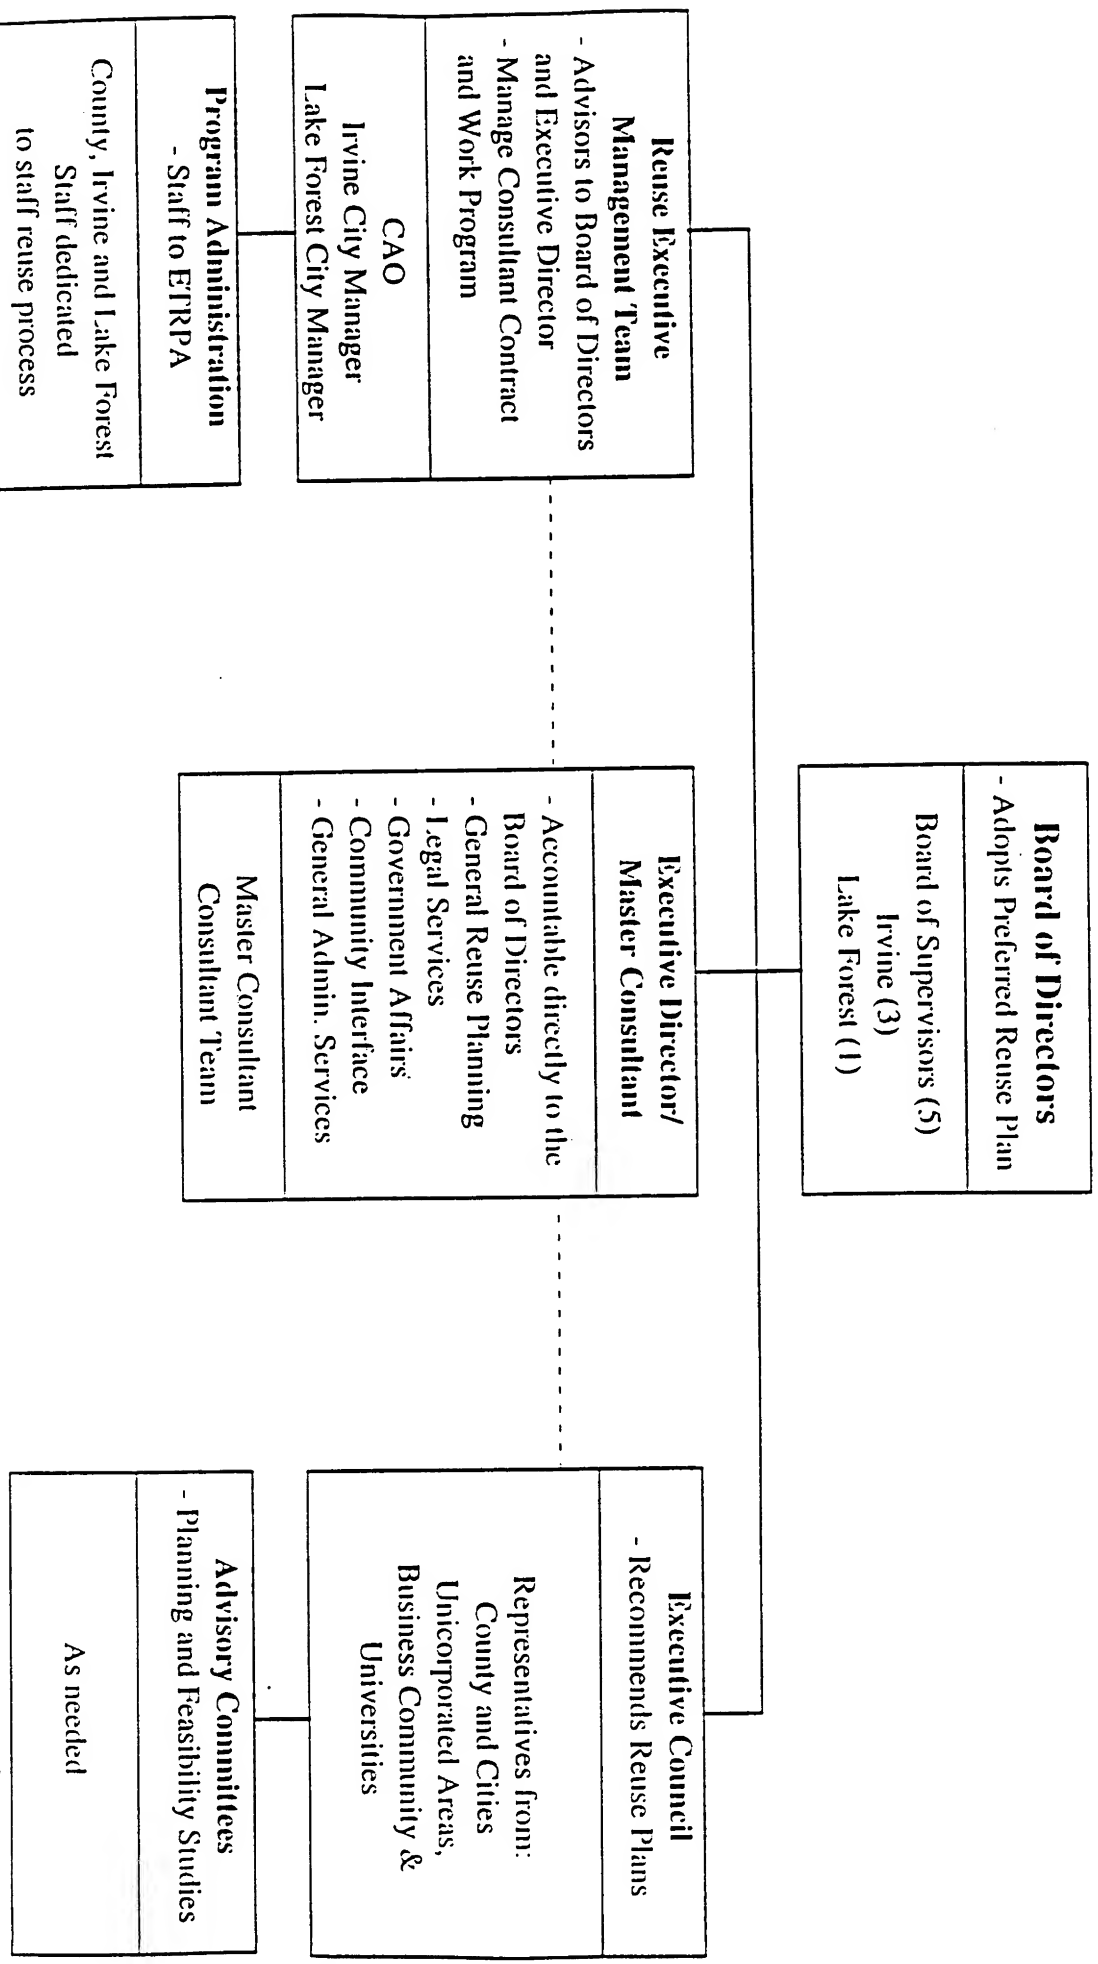 Board of Directors
- Adopts Preferred Reuse Plan
Board of Supervisors (5)
Irvine (3)
Lake Forest (1)
Reuse Executive
Management Team
- Advisors to Board of Directors
and Executive Director
- Manage Consultant Contract
and Work Program
CAO
Irvine City Manager
Lake Forest City Manager
Program Administration
- Staff to ETRPA
County, Irvine and Lake Forest
Staff dedicated
to staff reuse process
Executive Director/
Master Consultant
- Accountable directly to the
Board of Directors
- General Reuse Planning
- Legal Services
- Government Affairs
- Community Interface
- General Admin. Services
Master Consultant
Consultant Team
Executive Council
- Recommends Reuse Plans
Representatives from:
County and Cities
Unicorporated Areas,
Business Community &
Universities
Advisory Committees
- Planning and Feasibility Studies
As needed